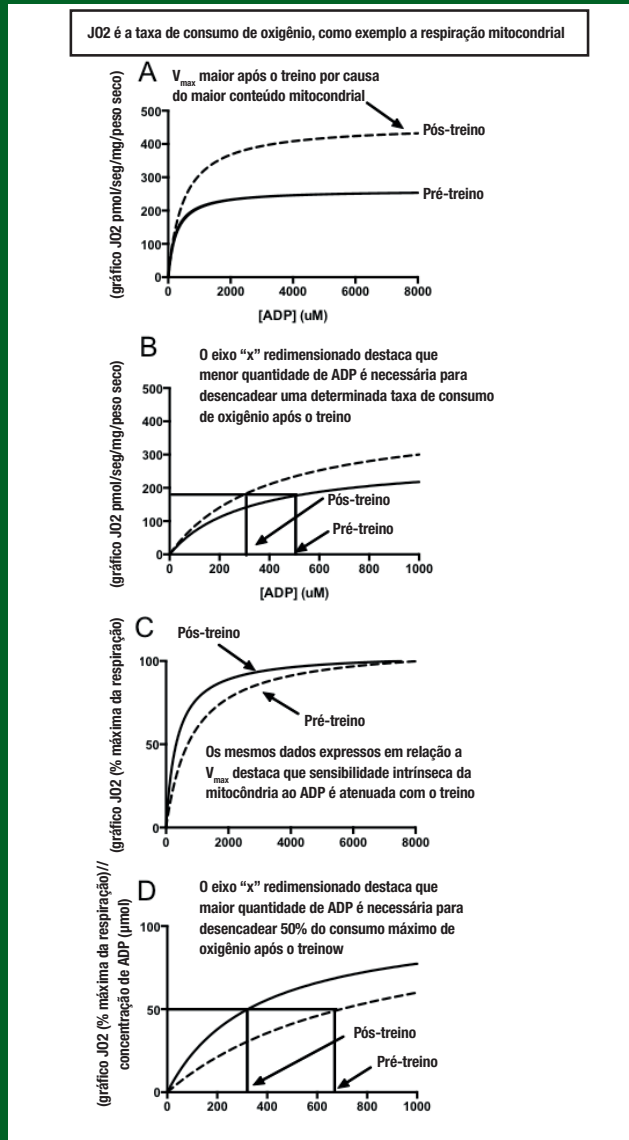 JO2 é a taxa de consumo de oxigênio, como exemplo a respiração mitocondrial
A
V_max maior após o treino por causa
do maior conteúdo mitocondrial
Pós-treino
Pré-treino
(gráfico JO2 pmol/seg/mg/peso seco)
500
400
300
200
100
0
0 2000 4000 6000 8000
[ADP] (uM)
B
O eixo “x” redimensionado destaca que
menor quantidade de ADP é necessária para
desencadear uma determinada taxa de consumo
de oxigênio após o treino
(gráfico JO2 pmol/seg/mg/peso seco)
500
400
300
200
100
0
Pós-treino
Pré-treino
0 200 400 600 800 1000
[ADP] (uM)
C
Pós-treino
Pré-treino
Os mesmos dados expressos em relação a
V_max destaca que sensibilidade intrínseca da
mitocôndria ao ADP é atenuada com o treino
(gráfico JO2 (% máxima da respiração)
100
50
0
0 2000 4000 6000 8000
D
O eixo “x” redimensionado destaca que
maior quantidade de ADP é necessária para
desencadear 50% do consumo máximo de
oxigênio após o treinow
(gráfico JO2 (% máxima da respiração)//
concentração de ADP (µmol)
100
50
0
Pós-treino
Pré-treino
0 200 400 600 800 1000